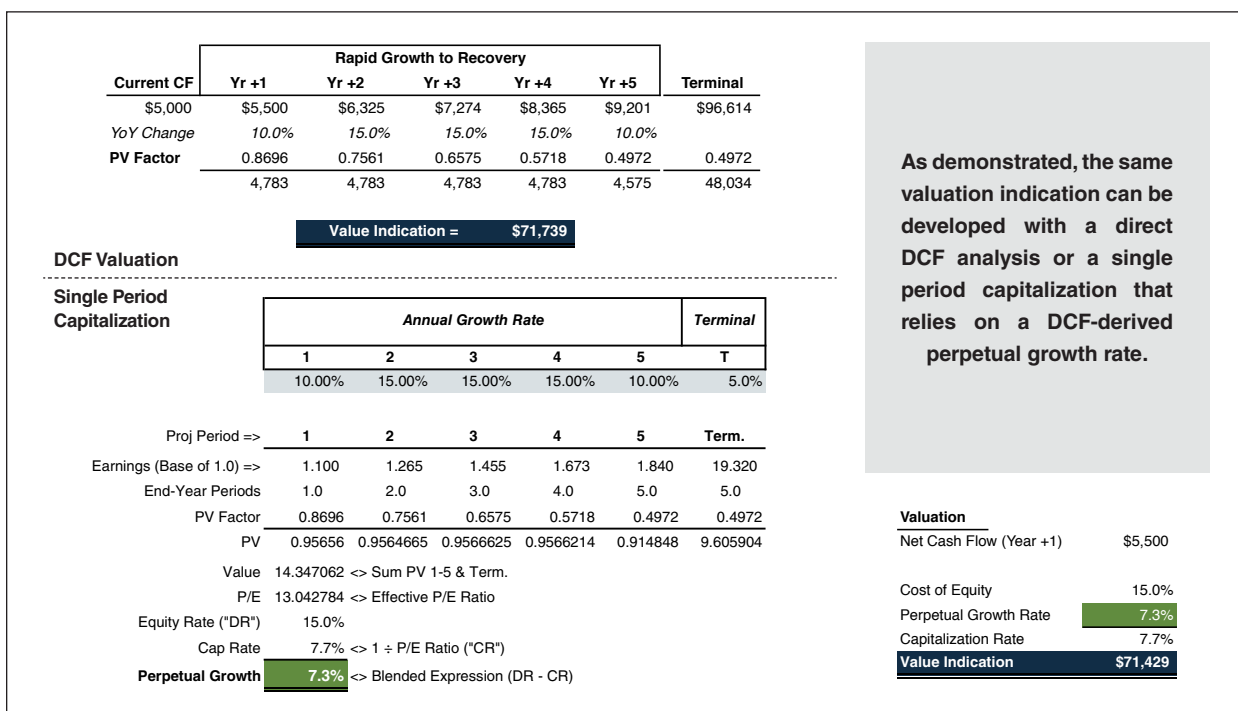 Rapid Growth to Recovery
Current CF Yr +1 Yr +2 Yr +3 Yr +4 Yr +5 Terminal
$5,000 $5,500 $6,325 $7,274 $8,365 $9,201 $96,614
YoY Change 10.0% 15.0% 15.0% 15.0% 10.0%
PV Factor 0.8696 0.7561 0.6575 0.5718 0.4972 0.4972
4,783 4,783 4,783 4,783 4,575 48,034
Value Indication = $71,739
DCF Valuation
Single Period
Capitalization
Annual Growth Rate Terminal
1 2 3 4 5 T
10.00% 15.00% 15.00% 15.00% 10.00% 5.0%
Proj Period => 1 2 3 4 5 Term.
Earnings (Base of 1.0) => 1.100 1.265 1.455 1.673 1.840 19.320
End-Year Periods 1.0 2.0 3.0 4.0 5.0 5.0
PV Factor 0.8696 0.7561 0.6575 0.5718 0.4972 0.4972
PV 0.95656 0.9564665 0.9566625 0.9566214 0.914848 9.605904
Value 14.347062 <> Sum PV 1-5 & Term.
P/E 13.042784 <> Effective P/E Ratio
Equity Rate ("DR") 15.0%
Cap Rate 7.7% <> 1 ÷ P/E Ratio ("CR")
Perpetual Growth 7.3% <> Blended Expression (DR - CR)
As demonstrated, the same
valuation indication can be
developed with a direct
DCF analysis or a single
period capitalization that
relies on a DCF-derived
perpetual growth rate.
Valuation
Net Cash Flow (Year +1) $5,500
Cost of Equity 15.0%
Perpetual Growth Rate 7.3%
Capitalization Rate 7.7%
Value Indication $71,429